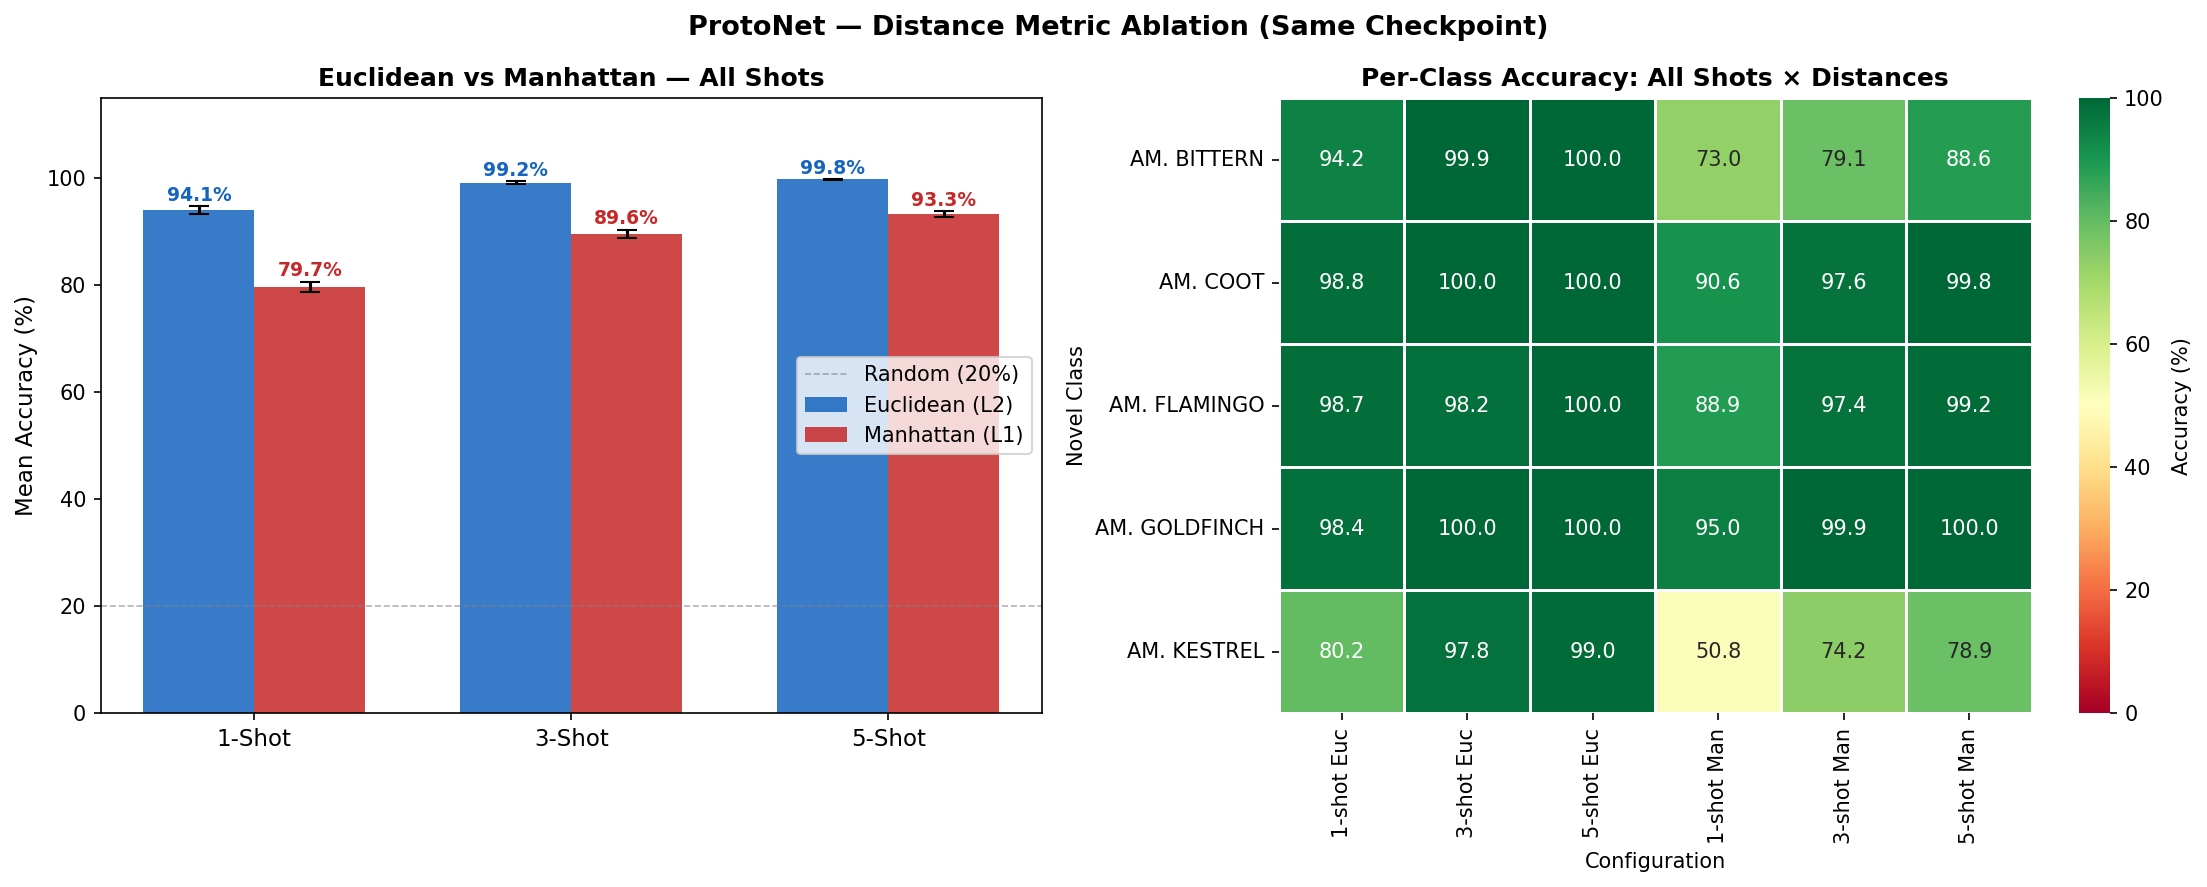 ProtoNet — Distance Metric Ablation (Same Checkpoint)
Euclidean vs Manhattan — All Shots
Mean Accuracy (%)
100
80
60
40
20
0
94.1%
79.7%
99.2%
89.6%
99.8%
93.3%
Random (20%)
Euclidean (L2)
Manhattan (L1)
1-Shot
3-Shot
5-Shot
Per-Class Accuracy: All Shots × Distances
Novel Class
AM. BITTERN 94.2 99.9 100.0 73.0 79.1 88.6
AM. COOT 98.8 100.0 100.0 90.6 97.6 99.8
AM. FLAMINGO 98.7 98.2 100.0 88.9 97.4 99.2
AM. GOLDFINCH 98.4 100.0 100.0 95.0 99.9 100.0
AM. KESTREL 80.2 97.8 99.0 50.8 74.2 78.9
1-shot Euc
3-shot Euc
5-shot Euc
1-shot Man
3-shot Man
5-shot Man
Configuration
100
80
60
40
20
0
Accuracy (%)